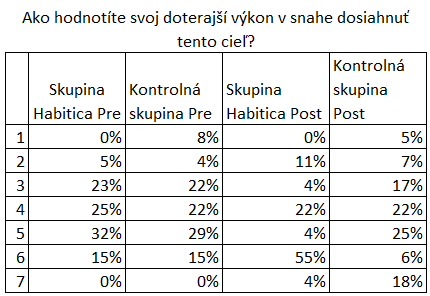 Ako hodnotíte svoj doterajší výkon v snahe dosiahnuť
tento cieľ?
Skupina Habitica Pre Kontrolná skupina Pre Skupina Habitica Post Kontrolná skupina Post
1 0% 8% 0% 5%
2 5% 4% 11% 7%
3 23% 22% 4% 17%
4 25% 22% 22% 22%
5 32% 29% 4% 25%
6 15% 15% 55% 6%
7 0% 0% 4% 18%